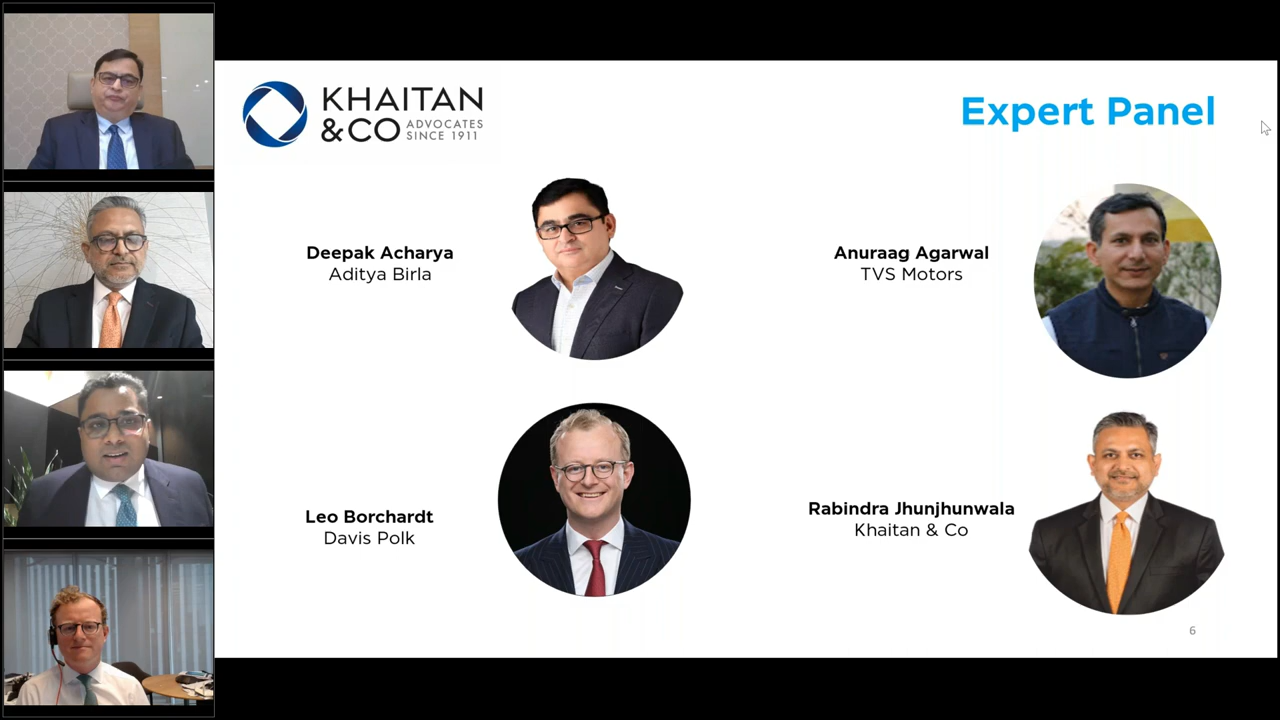 KHAITAN
&CO ADVOCATES
SINCE 1911
Expert Panel
Deepak Acharya
Aditya Birla
Anuraag Agarwal
TVS Motors
Leo Borchardt
Davis Polk
Rabindra Jhunjhunwala
Khaitan & Co
6